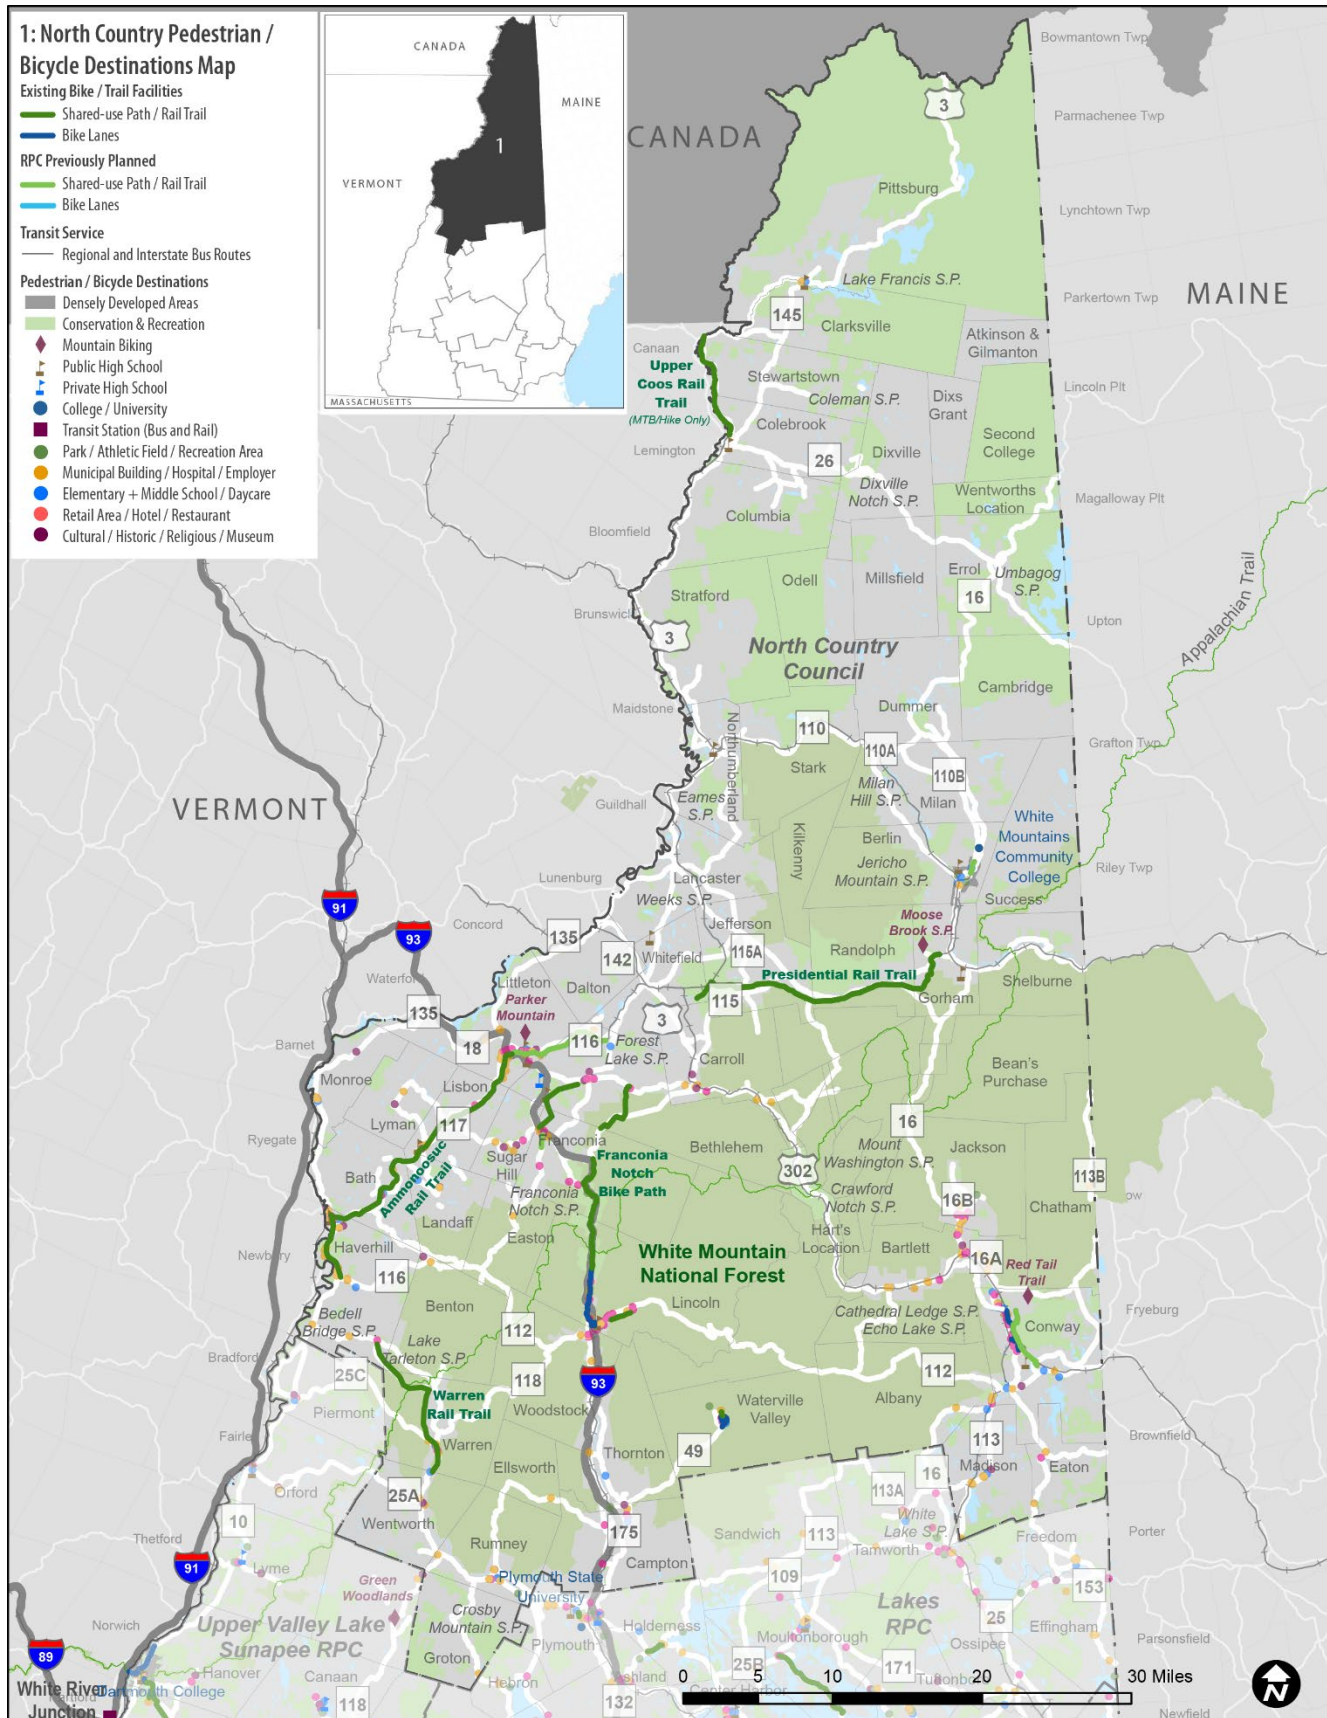 1: North Country Pedestrian /
Bicycle Destinations Map
Existing Bike / Trail Facilities
Shared-use Path / Rail Trail
Bike Lanes
RPC Previously Planned
Shared-use Path / Rail Trail
Bike Lanes
Transit Service
Regional and Interstate Bus Routes
Pedestrian / Bicycle Destinations
Densely Developed Areas
Conservation & Recreation
Mountain Biking
Public High School
Private High School
College / University
Transit Station (Bus and Rail)
Park / Athletic Field / Recreation Area
Municipal Building / Hospital / Employer
Elementary + Middle School / Daycare
Retail Area / Hotel / Restaurant
Cultural / Historic / Religious / Museum
CANADA
MAINE
1
VERMONT
MASSACHUSETTS
CANADA
Bowmantown Twp
3
Parmachenee Twp
Pittsburg
Lynchtown Twp
Lake Francis S.P.
Parkertown Twp
MAINE
145
Clarksville
Atkinson &
Gilmanton
Canaan
Upper
Coos Rail
Trail
(MTB/Hike Only)
Stewartstown
Coleman S.P.
Dixs
Grant
Lincoln Plt
Colebrook
Second
College
Lemington
26
Dixville
Dixville
Notch S.P.
Wentworths
Location
Magalloway Plt
Columbia
Bloomfield
Errol
Umbagog
S.P.
Odell
Millsfield
Stratford
16
Brunswick
Upton
Appalachian Trail
3
North Country
Council
Cambridge
Maidstone
Dummer
Northumberland
110
110A
Grafton Twp
Stark
110B
Milan
Hill S.P.
Milan
VERMONT
Guildhall
Eames
S.P.
Kilkenny
Berlin
White
Mountains
Community
College
Jericho
Mountain S.P.
Riley Twp
Lunenburg
Lancaster
Weeks S.P.
Success
91
Concord
93
135
Jefferson
Moose
Brook S.P.
142
Whitefield
115A
Randolph
Presidential Rail Trail
Waterford
Littleton
Dalton
Shelburne
Parker
Mountain
115
Gorham
135
3
18
116
Forest
Lake S.P.
Barnet
Carroll
Bean's
Purchase
Monroe
Lisbon
Lyman
117
16
Ryegate
Franconia
Bethlehem
Mount
Washington S.P.
Jackson
Bath
Ammonoosuc
Rail Trail
Sugar
Hill
Franconia
Notch
Bike Path
302
113B
Franconia
Notch S.P.
Crawford
Notch S.P.
16B
Chatham
Landaff
Hart's
Location
Easton
Newbury
Haverhill
White Mountain
National Forest
Bartlett
16A
Red Tail
Trail
116
Lincoln
Benton
Cathedral Ledge S.P.
Echo Lake S.P.
Fryeburg
Bedell
Bridge S.P.
Conway
112
Lake
Tarleton S.P.
Bradford
112
25C
118
93
Albany
Warren
Rail Trail
Waterville
Valley
Woodstock
Piermont
Warren
Thornton
49
113
Brownfield
Fairlee
Ellsworth
Madison
Eaton
16
Orford
25A
113A
White
Lake S.P.
10
Wentworth
175
Sandwich
113
Freedom
Porter
Thetford
Rumney
Campton
Tamworth
91
Lyme
Plymouth State
University
109
153
Green
Woodlands
Lakes
RPC
Crosby
Mountain S.P.
25
Effingham
Norwich
Upper Valley Lake
Sunapee RPC
Holderness
Moultonborough
Plymouth
Ossipee
Parsonsfield
89
Groton
Hanover
Canaan
Hebron
Ashland
25B
171
0 5 10 20 30 Miles
White River
Junction
Dartmouth College
118
132
Center Harbor
N
Newfield